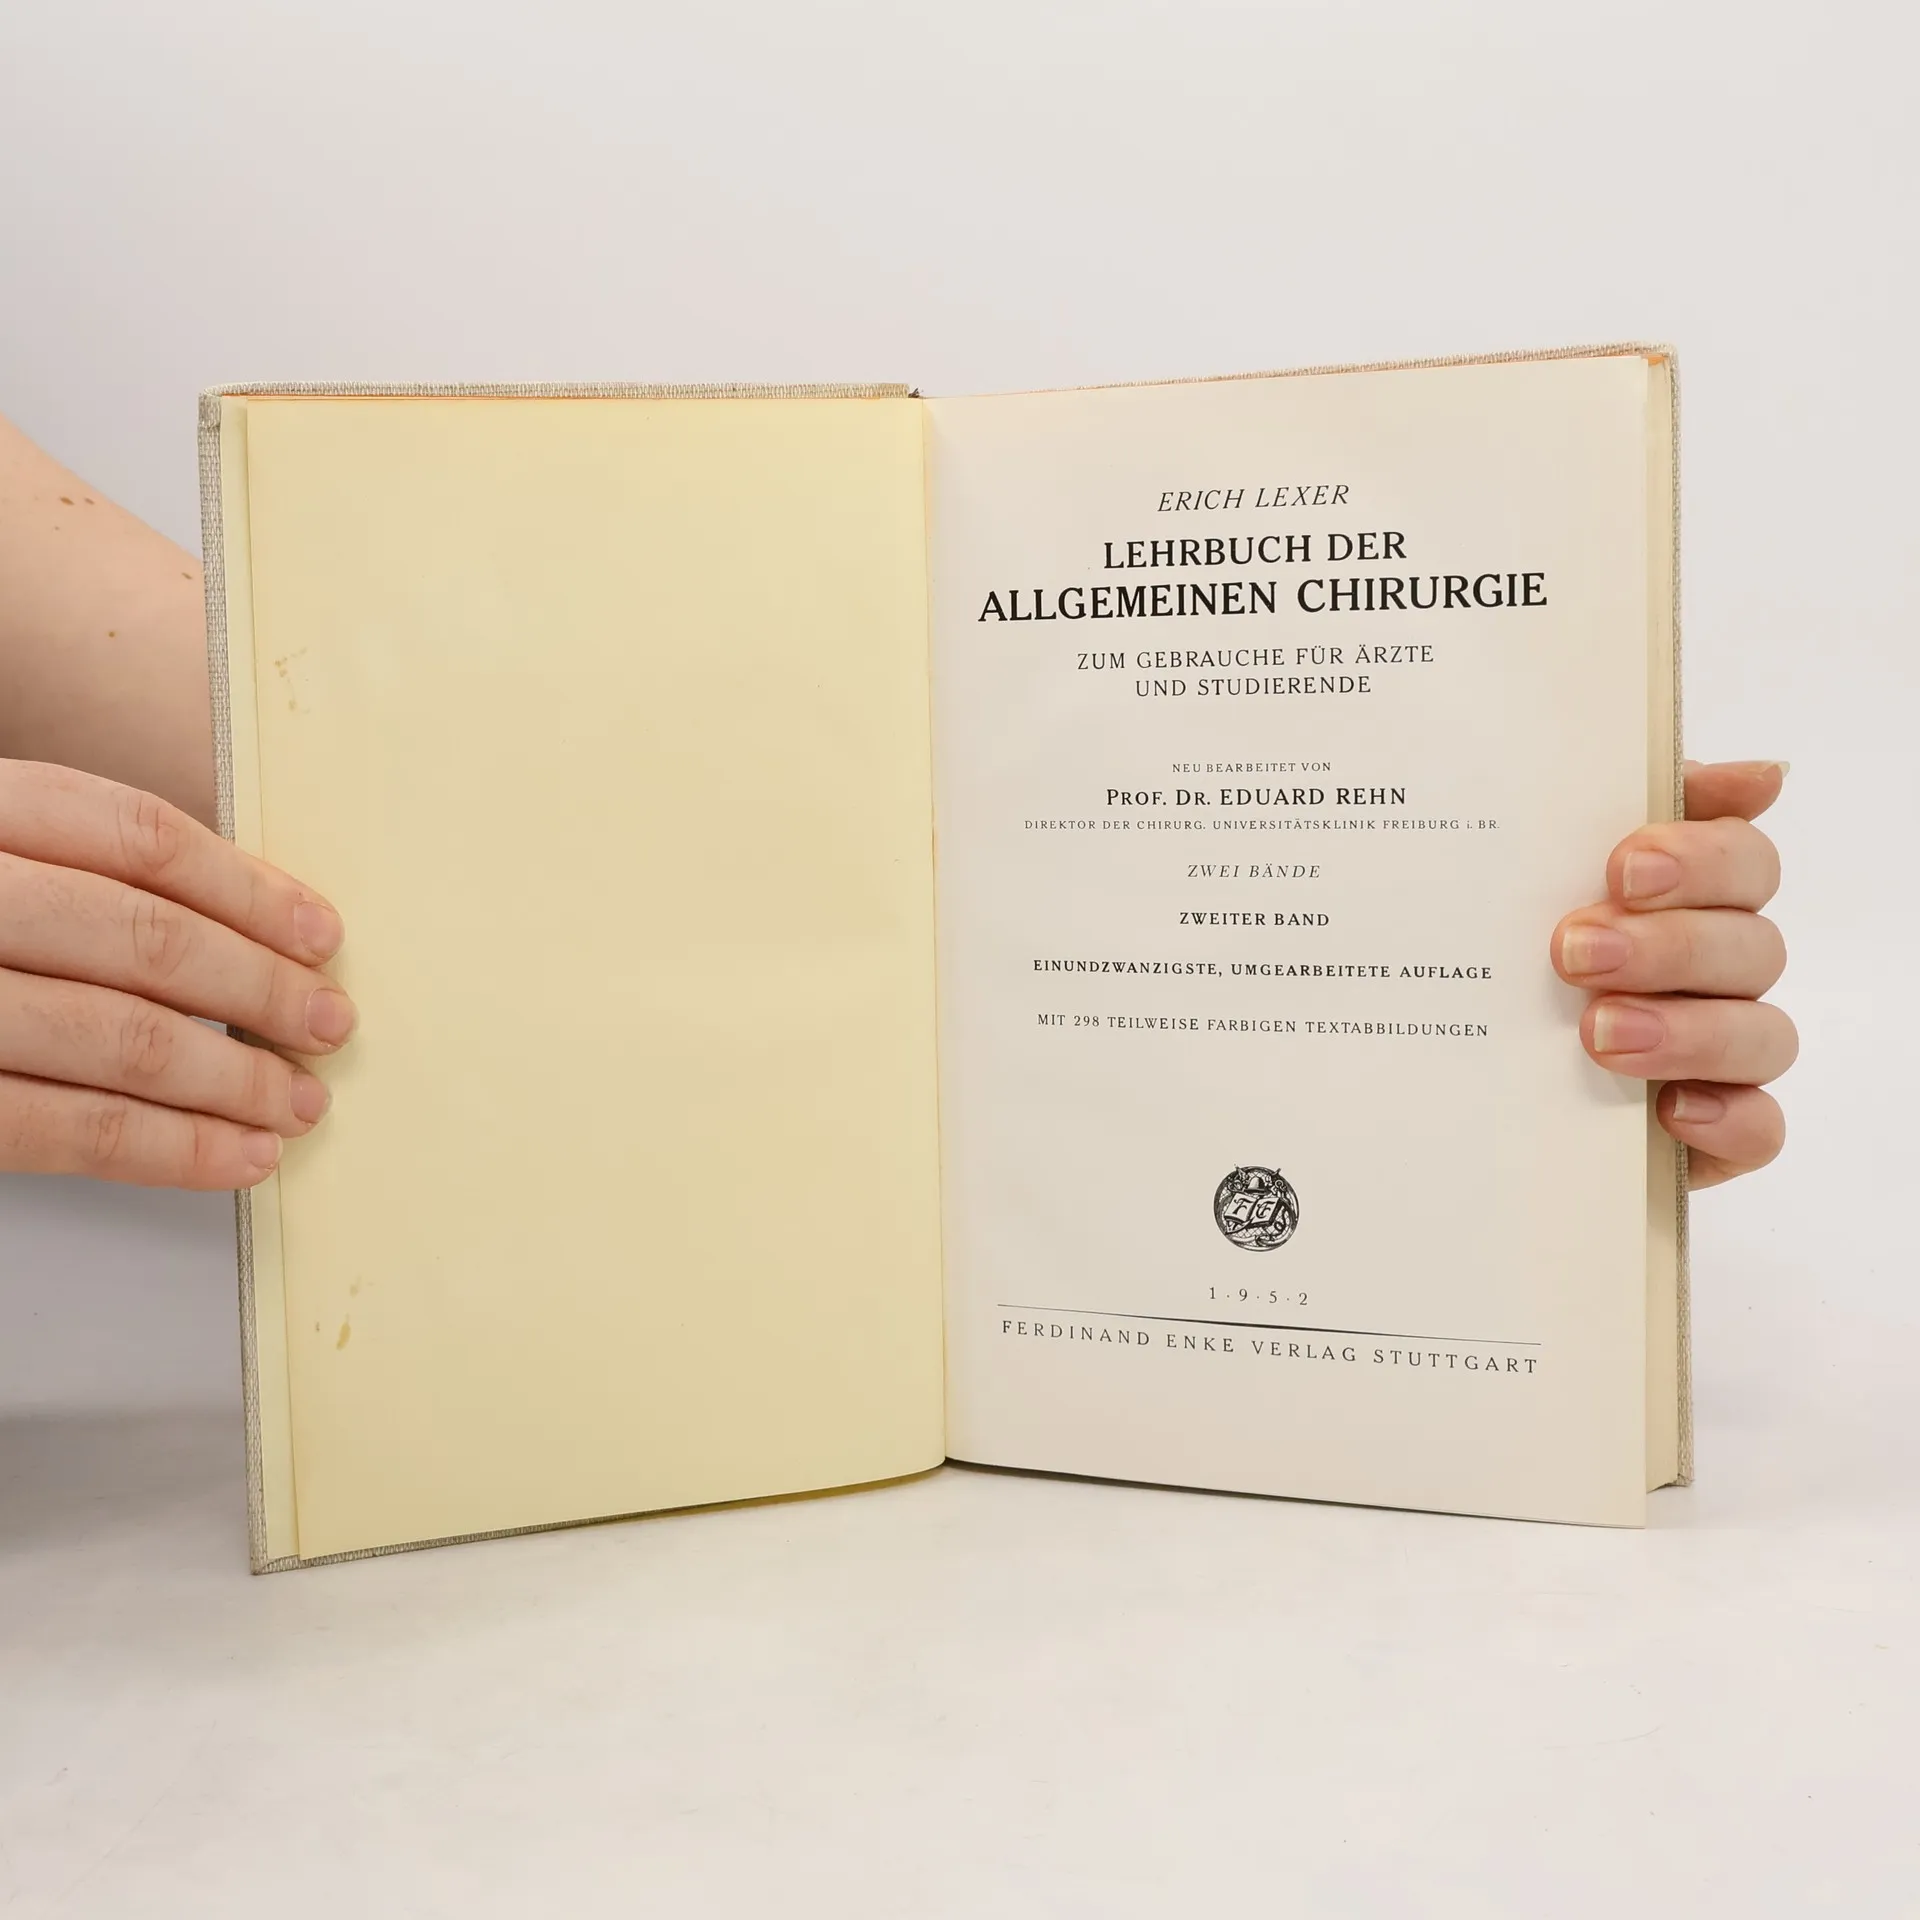 ERICH LEXER
LEHRBUCH DER
ALLGEMEINEN CHIRURGIE
ZUM GEBRAUCHE FÜR ÄRZTE
UND STUDIERENDE
NEU BEARBEITET VON
PROF. DR. EDUARD REHN
DIREKTOR DER CHIRURG. UNIVERSITÄTSKLINIK FREIBURG i. BR.
ZWEI BÄNDE
ZWEITER BAND
EINUNDZWANZIGSTE, UMGEARBEITETE AUFLAGE
MIT 298 TEILWEISE FARBIGEN TEXTABBILDUNGEN
F E
1 · 9 · 5 · 2
FERDINAND ENKE VERLAG STUTTGART